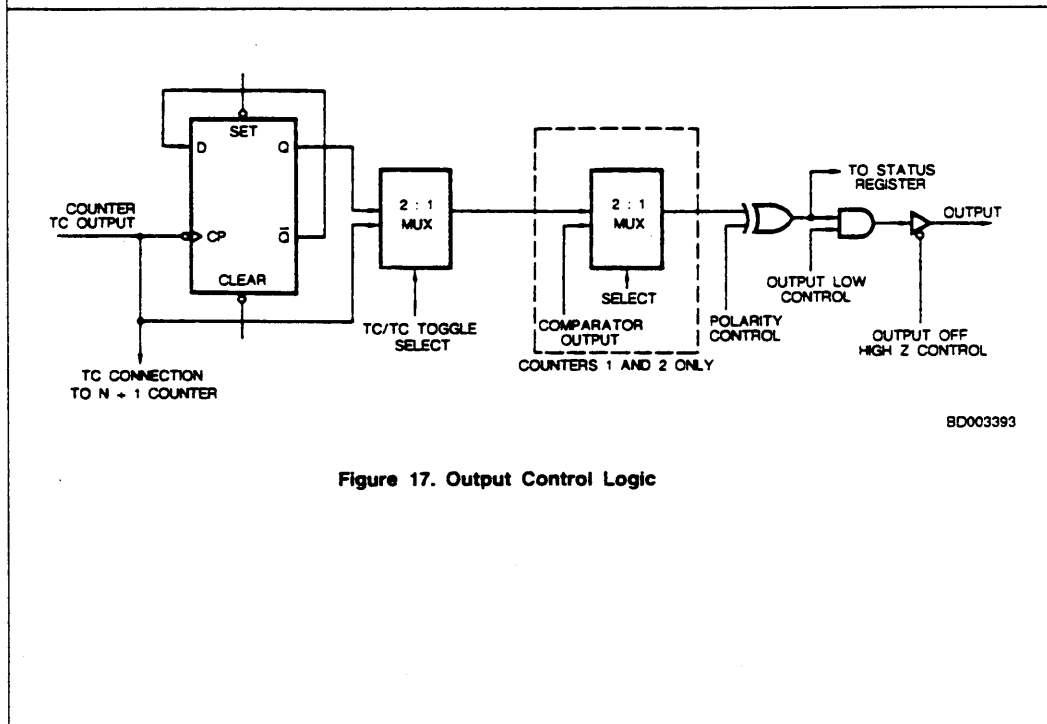 SET
D
Q
COUNTER
TC OUTPUT
CP
Q̅
CLEAR
TC CONNECTION
TO N + 1 COUNTER
2 : 1
MUX
TC/TC TOGGLE
SELECT
2 : 1
MUX
SELECT
COMPARATOR
OUTPUT
COUNTERS 1 AND 2 ONLY
POLARITY
CONTROL
TO STATUS
REGISTER
OUTPUT LOW
CONTROL
OUTPUT
OUTPUT OFF
HIGH Z CONTROL
BD003393
Figure 17. Output Control Logic